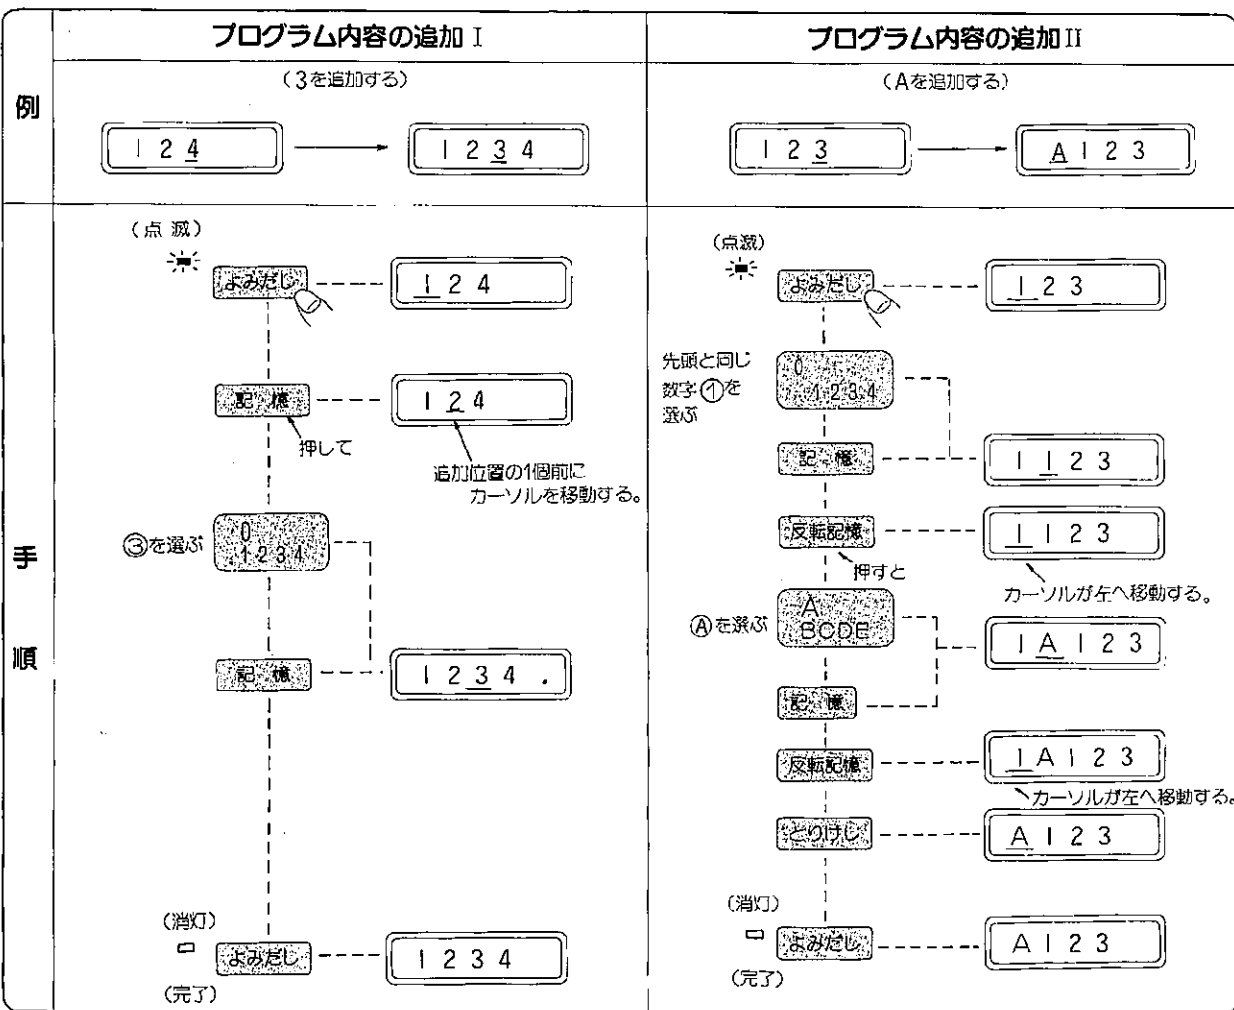 プログラム内容の追加 I
プログラム内容の追加II
例
(3を追加する)
1 2 4
1 2 3 4
(Aを追加する)
1 2 3
A 1 2 3
手順
(点滅)
よみだし
1 2 4
記憶
1 2 4
押して
追加位置の1個前に
カーソルを移動する。
③を選ぶ
0
1 2 3 4
記憶
1 2 3 4 .
(消灯)
よみだし
1 2 3 4
(完了)
(点滅)
よみだし
1 2 3
先頭と同じ
数字①を
選ぶ
0
1 2 3 4
記憶
1 1 2 3
反転記憶
1 1 2 3
押すと
カーソルが左へ移動する。
Ⓐを選ぶ
A
BCDE
1 A 1 2 3
記憶
反転記憶
1 A 1 2 3
カーソルが左へ移動する。
とりけし
A 1 2 3
(消灯)
よみだし
A 1 2 3
(完了)